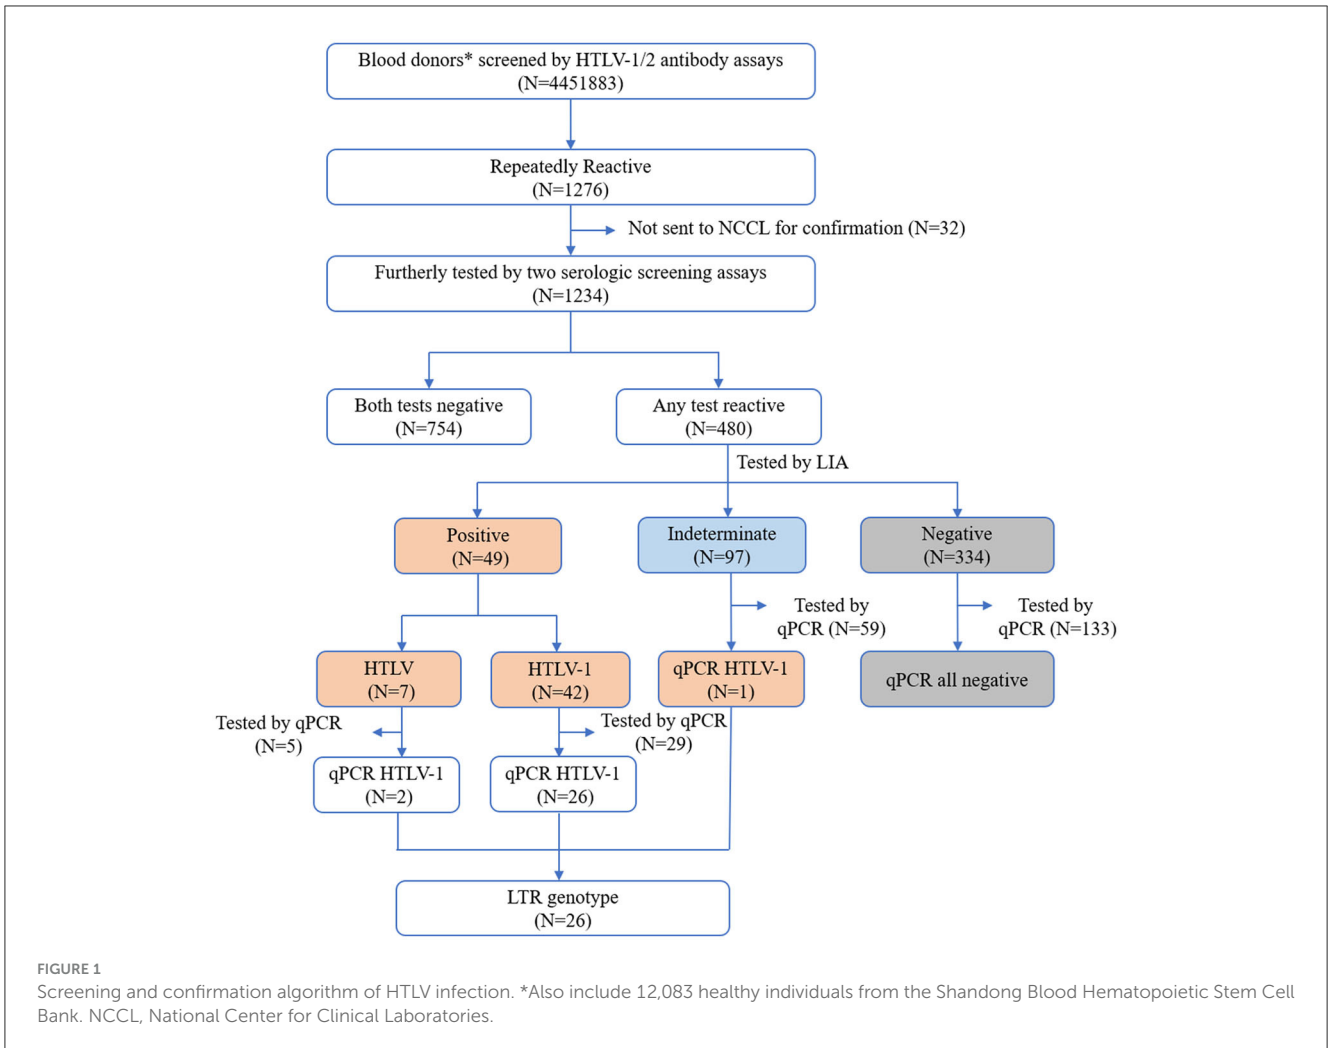 Blood donors* screened by HTLV-1/2 antibody assays
(N=4451883)
Repeatedly Reactive
(N=1276)
Not sent to NCCL for confirmation (N=32)
Furtherly tested by two serologic screening assays
(N=1234)
Both tests negative
(N=754)
Any test reactive
(N=480)
Tested by LIA
Positive
(N=49)
Indeterminate
(N=97)
Negative
(N=334)
Tested by
qPCR (N=59)
Tested by
qPCR (N=133)
HTLV
(N=7)
HTLV-1
(N=42)
qPCR HTLV-1
(N=1)
qPCR all negative
Tested by qPCR
(N=5)
Tested by qPCR
(N=29)
qPCR HTLV-1
(N=2)
qPCR HTLV-1
(N=26)
LTR genotype
(N=26)
FIGURE 1
Screening and confirmation algorithm of HTLV infection. *Also include 12,083 healthy individuals from the Shandong Blood Hematopoietic Stem Cell
Bank. NCCL, National Center for Clinical Laboratories.